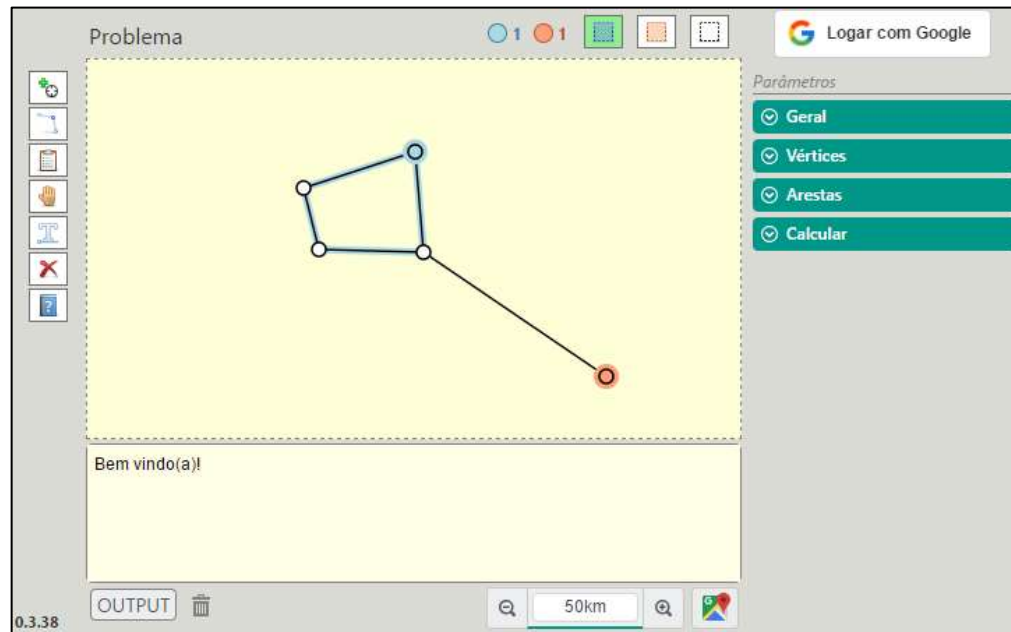 Problema
1 1
Logar com Google
Parâmetros
Geral
Vértices
Arestas
Calcular
Bem vindo(a)!
OUTPUT
50km
0.3.38